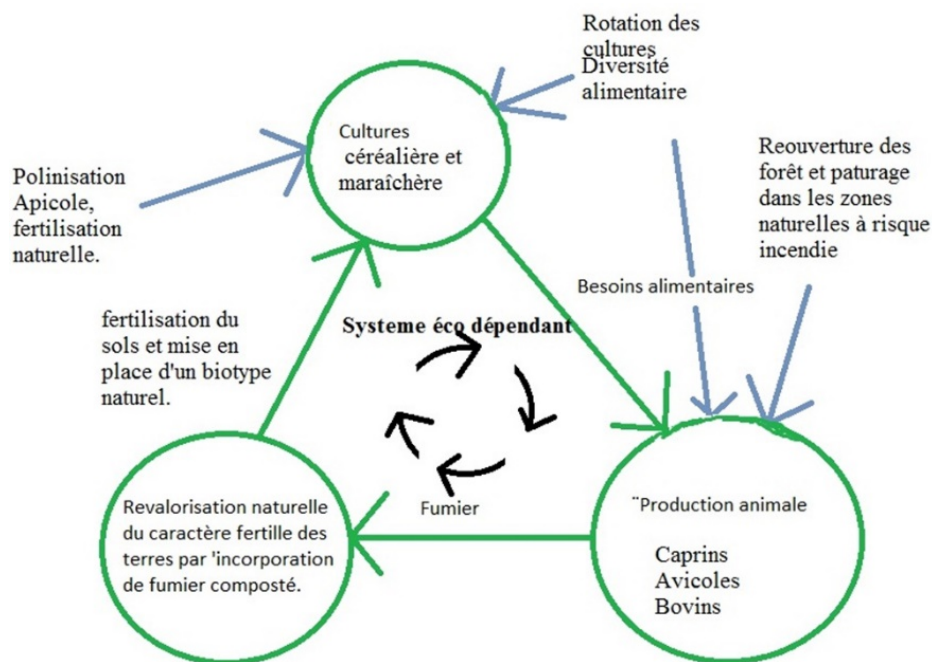 Rotation des
cultures
Diversité
alimentaire
Cultures
céréalière et
maraîchère
Reouverture des
forêt et paturage
dans les zones
naturelles à risque
incendie
Polinisation
Apicole,
fertilisation
naturelle.
Besoins alimentaires
fertilisation du
sols et mise en
place d'un biotype
naturel.
Systeme éco dépendant
Fumier
Revalorisation naturelle
du caractère fertille des
terres par 'incorporation
de fumier composté.
¨Production animale
Caprins
Avicoles
Bovins